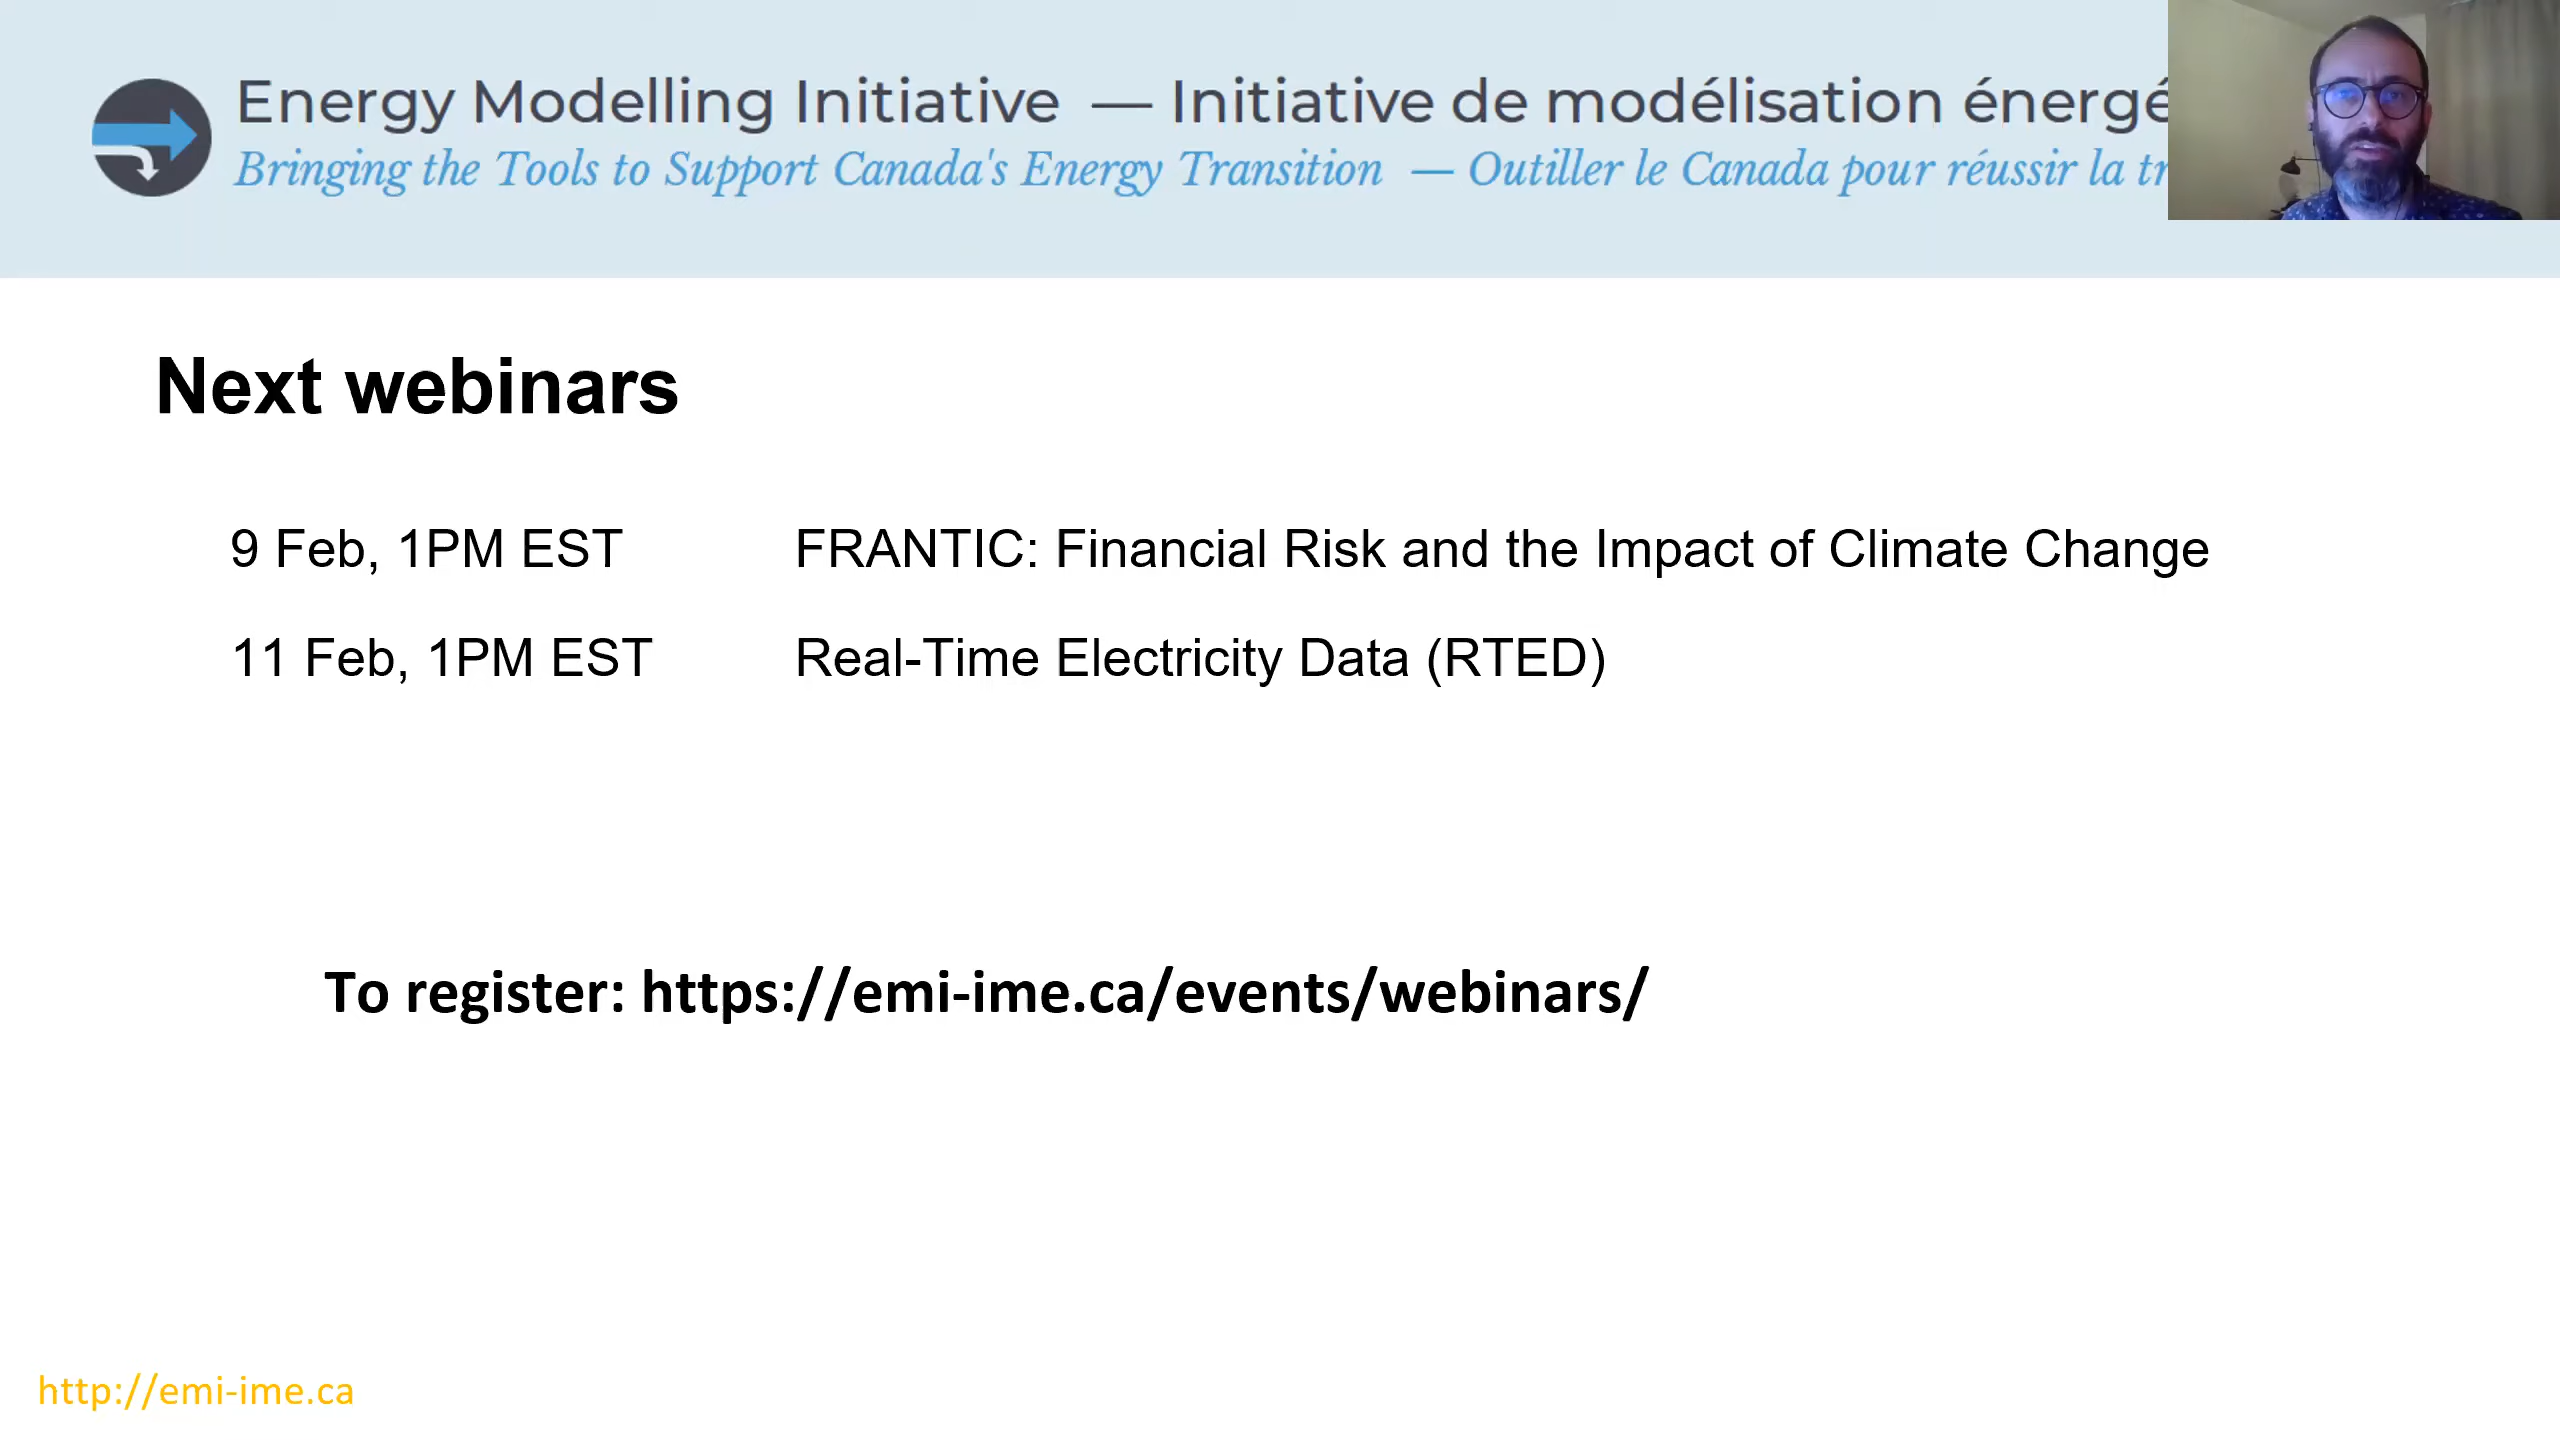 Energy Modelling Initiative — Initiative de modélisation
Bringing the Tools to Support Canada's Energy Transition — Outiller le Canada pour réussir la
Next webinars
9 Feb, 1PM EST FRANTIC: Financial Risk and the Impact of Climate Change
11 Feb, 1PM EST Real-Time Electricity Data (RTED)
To register: https://emi-ime.ca/events/webinars/
http://emi-ime.ca